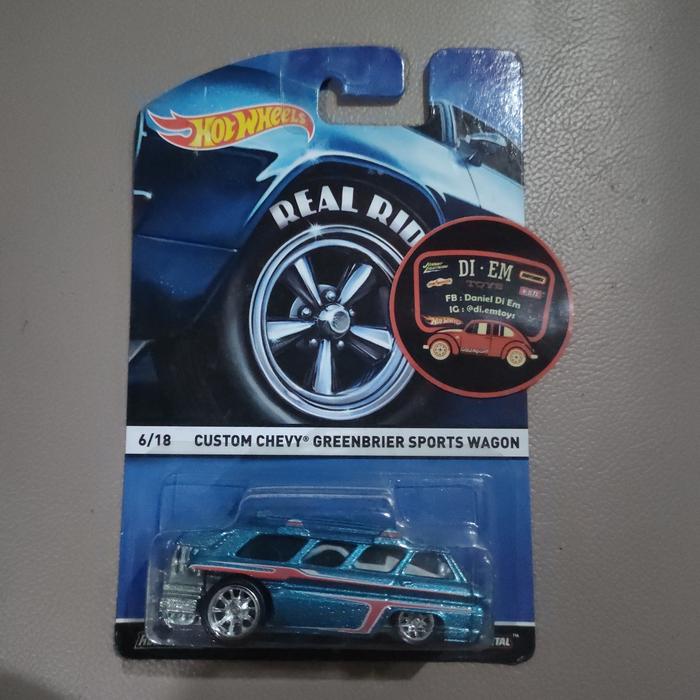 HOT WHEELS
REAL RID
DI·EM
TOYS
FB : Daniel Di Em
IG : @di.emtoys
6/18 CUSTOM CHEVY® GREENBRIER SPORTS WAGON
TAL™